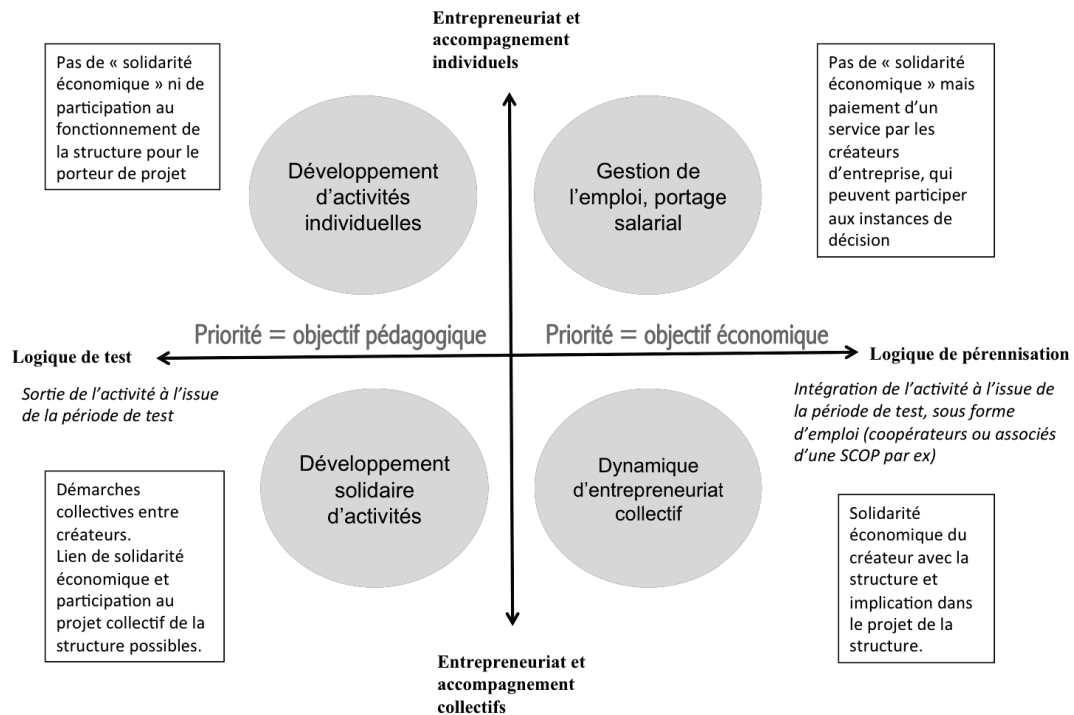 Entrepreneuriat et
accompagnement
individuels
Pas de « solidarité
économique » ni de
participation au
fonctionnement de
la structure pour le
porteur de projet
Développement
d'activités
individuelles
Gestion de
l'emploi, portage
salarial
Pas de « solidarité
économique » mais
paiement d'un
service par les
créateurs
d'entreprise, qui
peuvent participer
aux instances de
décision
Priorité = objectif pédagogique
Priorité = objectif économique
Logique de test
Logique de pérennisation
Sortie de l'activité à l'issue
de la période de test
Intégration de l'activité à l'issue de
la période de test, sous forme
d'emploi (coopérateurs ou associés
d'une SCOP par ex)
Démarches
collectives entre
créateurs.
Lien de solidarité
économique et
participation au
projet collectif de la
structure possibles.
Développement
solidaire
d'activités
Dynamique
d'entrepreneuriat
collectif
Solidarité
économique du
créateur avec la
structure et
implication dans
le projet de la
structure.
Entrepreneuriat et
accompagnement
collectifs